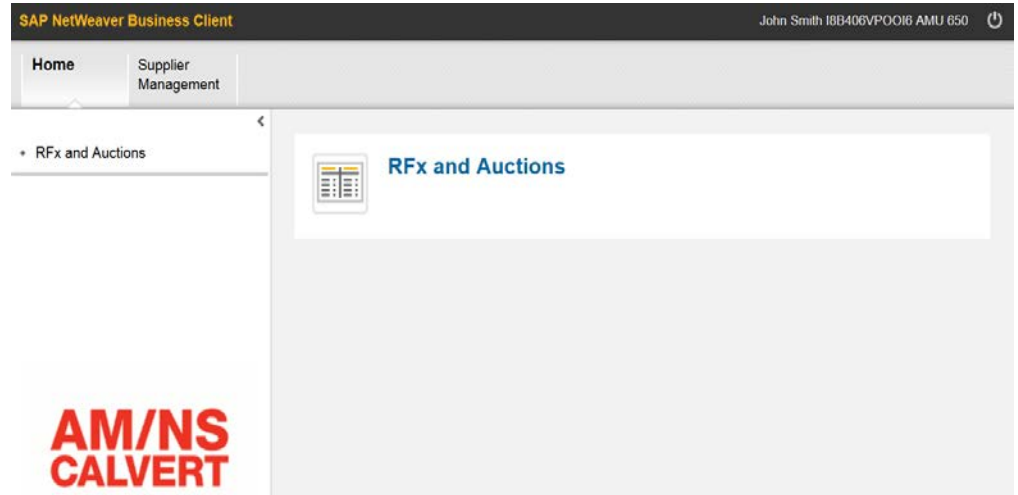 SAP NetWeaver Business Client
John Smith I8B406VPOOI6 AMU 650
Home
Supplier
Management
RFx and Auctions
RFx and Auctions
AM/NS
CALVERT